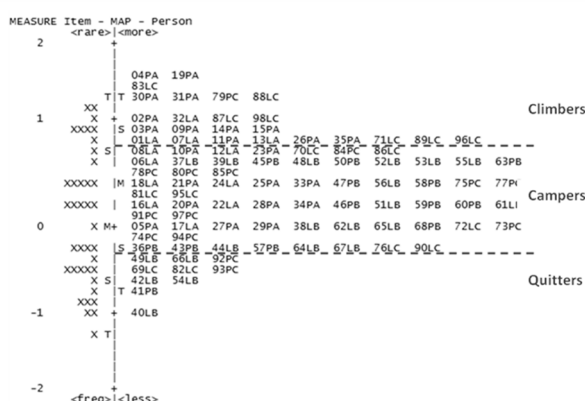 MEASURE Item - MAP - Person
<rare>|<more>
2 +
04PA 19PA
83LC
T|T 30PA 31PA 79PC 88LC
XX
Climbers
1 X + 02PA 32LA 87LC 98LC
XXXX |S 03PA 09PA 14PA 15PA
X 01LA 07LA 11PA 13LA 26PA 35PA 71LC 89LC 96LC
X S| 08LA 10PA 12LA 23PA 70LC 84PC 86LC
X 06LA 37LB 39LB 45PB 48LB 50PB 52LB 53LB 55LB 63PB
78PC 80PC 85PC
XXXXX |M 18LA 21PA 24LA 25PA 33PA 47PB 56LB 58PB 75PC 77P
81LC 95LC
Campers
XXXXX | 16LA 20PA 22LA 28PA 34PA 46PB 51LB 59PB 60PB 61L
91PC 97PC
0 X M+ 05PA 17LA 27PA 29PA 38LB 62LB 65LB 68PB 72LC 73PC
74PC 94PC
XXXX |S 36PB 43PB 44LB 57PB 64LB 67LB 76LC 90LC
X 49LB 66LB 92PC
XXXXX 69LC 82LC 93PC
X S| 42LB 54LB
Quitters
X |T 41PB
XXX
-1 XX + 40LB
X T|
-2 +
<freq>|<less>